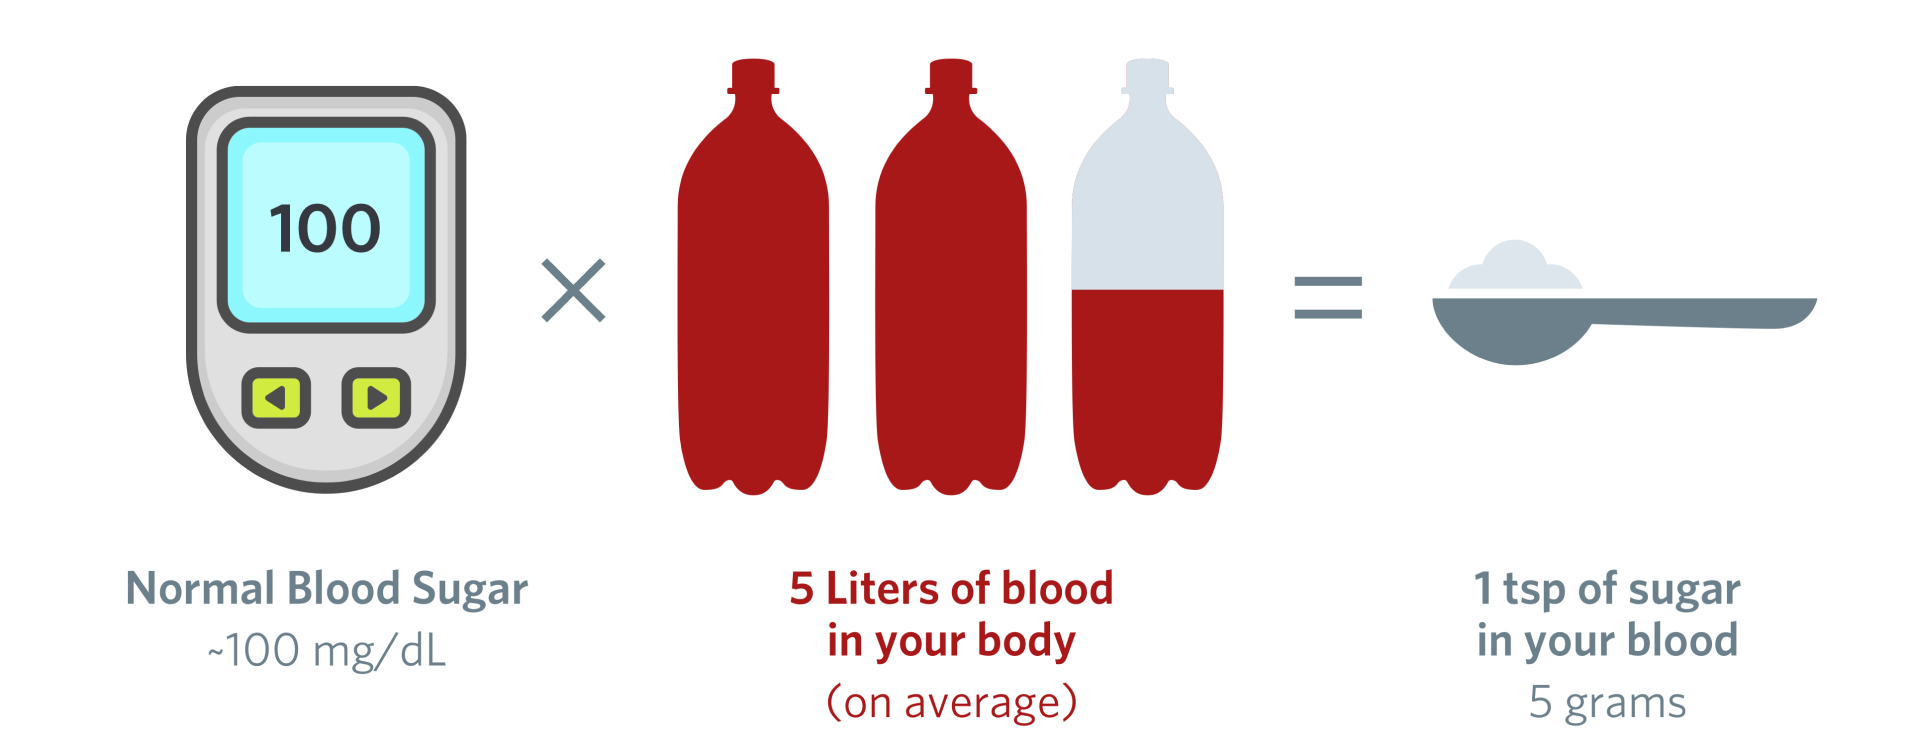 100
Normal Blood Sugar
~100 mg/dL
5 Liters of blood
in your body
(on average)
1 tsp of sugar
in your blood
5 grams